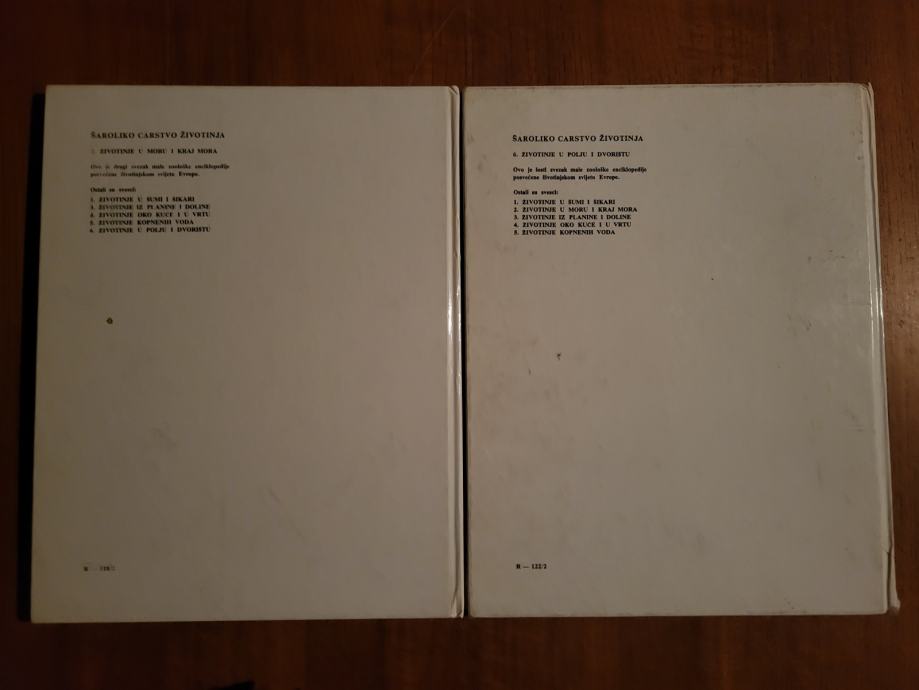 ŠAROLIKO CARSTVO ŽIVOTINJA
ŽIVOTINJE U MORU I KRAJ MORA
Ovo je drugi svezak male zoološke enciklopedije
posvećene životinjskom svijetu Evrope.
Ostali su svesci:
1. ŽIVOTINJE U ŠUMI I ŠIKARI
3. ŽIVOTINJE IZ PLANINE I DOLINE
4. ŽIVOTINJE OKO KUĆE I U VRTU
5. ŽIVOTINJE KOPNENIH VODA
6. ŽIVOTINJE U POLJU I DVORIŠTU
ŠAROLIKO CARSTVO ŽIVOTINJA
6. ŽIVOTINJE U POLJU I DVORIŠTU
Ovo je šesti svezak male zoološke enciklopedije
posvećene životinjskom svijetu Evrope.
Ostali su svesci:
1. ŽIVOTINJE U ŠUMI I ŠIKARI
2. ŽIVOTINJE U MORU I KRAJ MORA
3. ŽIVOTINJE IZ PLANINE I DOLINE
4. ŽIVOTINJE OKO KUĆE I U VRTU
5. ŽIVOTINJE KOPNENIH VODA
R — 122/2